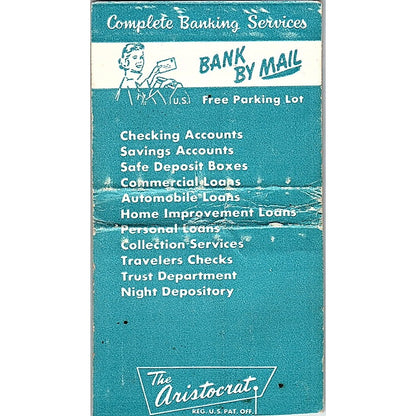 Complete Banking Services
BANK
BY MAIL
U.S.
Free Parking Lot
Checking Accounts
Savings Accounts
Safe Deposit Boxes
Commercial Loans
Automobile Loans
Home Improvement Loans
Personal Loans
Collection Services
Travelers Checks
Trust Department
Night Depository
The
Aristocrat
REG. U.S. PAT. OFF.